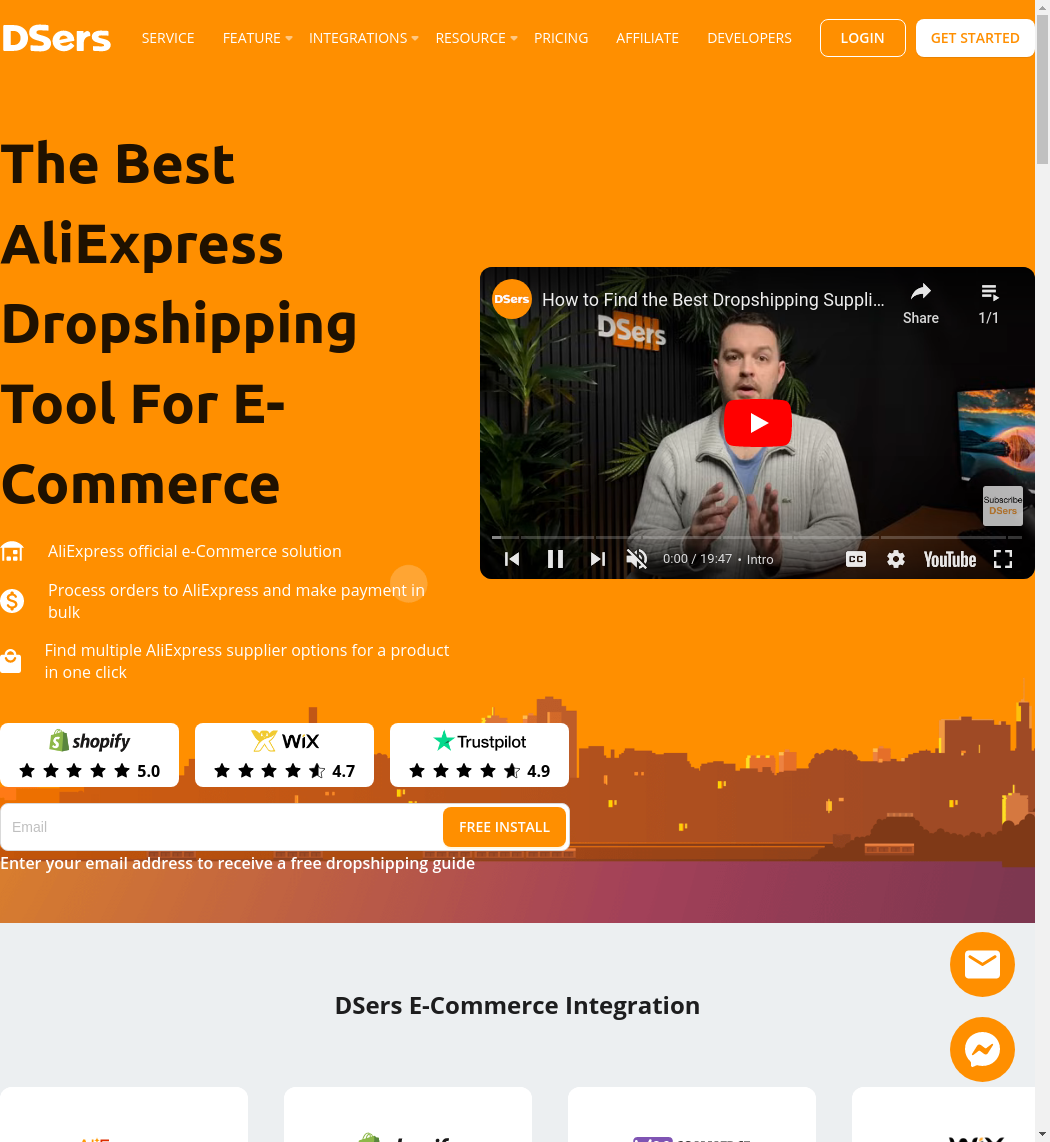 DSers
SERVICE FEATURE INTEGRATIONS RESOURCE PRICING AFFILIATE DEVELOPERS LOGIN GET STARTED
The Best
AliExpress
Dropshipping
Tool For E-
Commerce
AliExpress official e-Commerce solution
Process orders to AliExpress and make payment in
bulk
Find multiple AliExpress supplier options for a product
in one click
DSers How to Find the Best Dropshipping Suppli... Share 1/1
DSers
Subscribe
DSers
0:00 / 19:47 • Intro CC YouTube
shopify WiX Trustpilot
5.0 4.7 4.9
Email FREE INSTALL
Enter your email address to receive a free dropshipping guide
DSers E-Commerce Integration